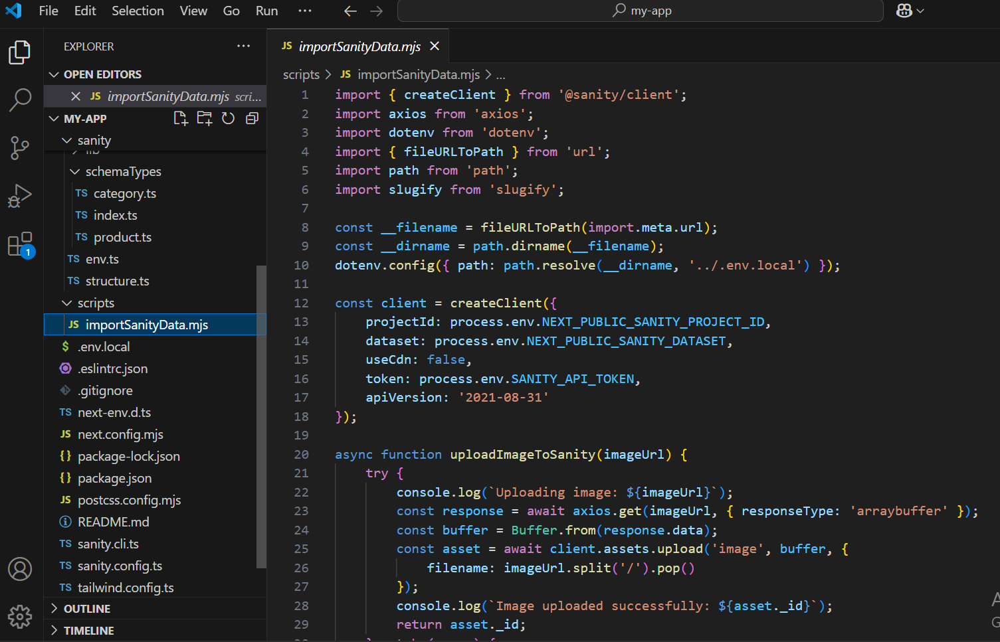 File Edit Selection View Go Run ···
my-app
EXPLORER ···
OPEN EDITORS
JS importSanityData.mjs scri...
MY-APP
sanity
lib
schemaTypes
TS category.ts
TS index.ts
TS product.ts
TS env.ts
TS structure.ts
scripts
JS importSanityData.mjs
$ .env.local
.eslintrc.json
.gitignore
TS next-env.d.ts
JS next.config.mjs
{} package-lock.json
{} package.json
JS postcss.config.mjs
README.md
TS sanity.cli.ts
TS sanity.config.ts
TS tailwind.config.ts
OUTLINE
TIMELINE
1
JS importSanityData.mjs
scripts > JS importSanityData.mjs > ...
1 import { createClient } from '@sanity/client';
2 import axios from 'axios';
3 import dotenv from 'dotenv';
4 import { fileURLToPath } from 'url';
5 import path from 'path';
6 import slugify from 'slugify';
7
8 const __filename = fileURLToPath(import.meta.url);
9 const __dirname = path.dirname(__filename);
10 dotenv.config({ path: path.resolve(__dirname, '../.env.local') });
11
12 const client = createClient({
13     projectId: process.env.NEXT_PUBLIC_SANITY_PROJECT_ID,
14     dataset: process.env.NEXT_PUBLIC_SANITY_DATASET,
15     useCdn: false,
16     token: process.env.SANITY_API_TOKEN,
17     apiVersion: '2021-08-31'
18 });
19
20 async function uploadImageToSanity(imageUrl) {
21     try {
22         console.log(`Uploading image: ${imageUrl}`);
23         const response = await axios.get(imageUrl, { responseType: 'arraybuffer' });
24         const buffer = Buffer.from(response.data);
25         const asset = await client.assets.upload('image', buffer, {
26             filename: imageUrl.split('/').pop()
27         });
28         console.log(`Image uploaded successfully: ${asset._id}`);
29         return asset._id;